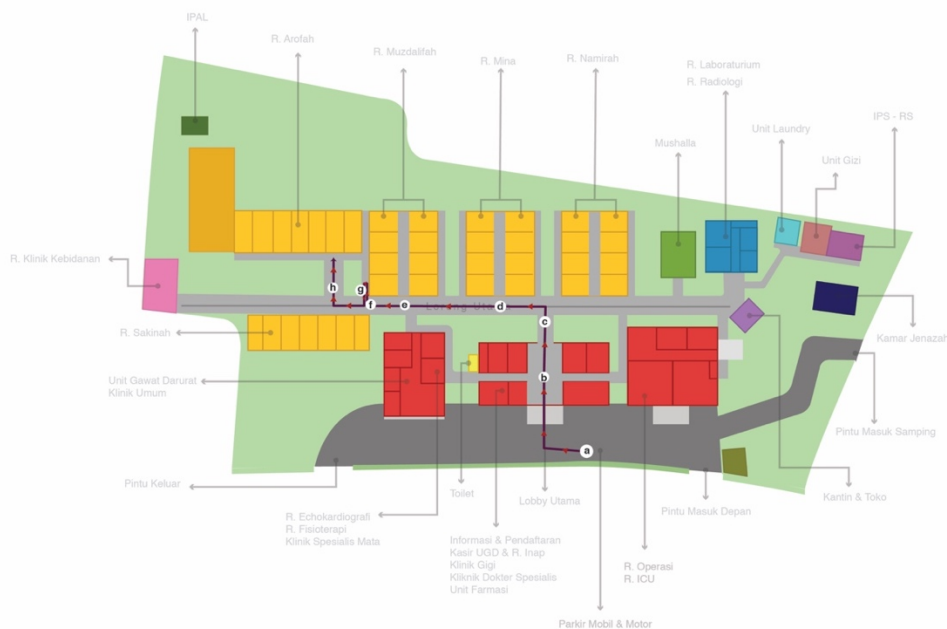 IPAL
R. Arofah
R. Muzdalifah
R. Mina
R. Namirah
R. Laboraturium
R. Radiologi
IPS - RS
Unit Laundry
Mushalla
Unit Gizi
R. Klinik Kebidanan
h
g
f
e
d
Lorong Utama
c
R. Sakinah
Kamar Jenazah
Unit Gawat Darurat
Klinik Umum
b
a
Pintu Masuk Samping
Pintu Keluar
Toilet
Lobby Utama
Pintu Masuk Depan
Kantin & Toko
R. Echokardiografi
R. Fisioterapi
Klinik Spesialis Mata
Informasi & Pendaftaran
Kasir UGD & R. Inap
Klinik Gigi
Kliknik Dokter Spesialis
Unit Farmasi
R. Operasi
R. ICU
Parkir Mobil & Motor